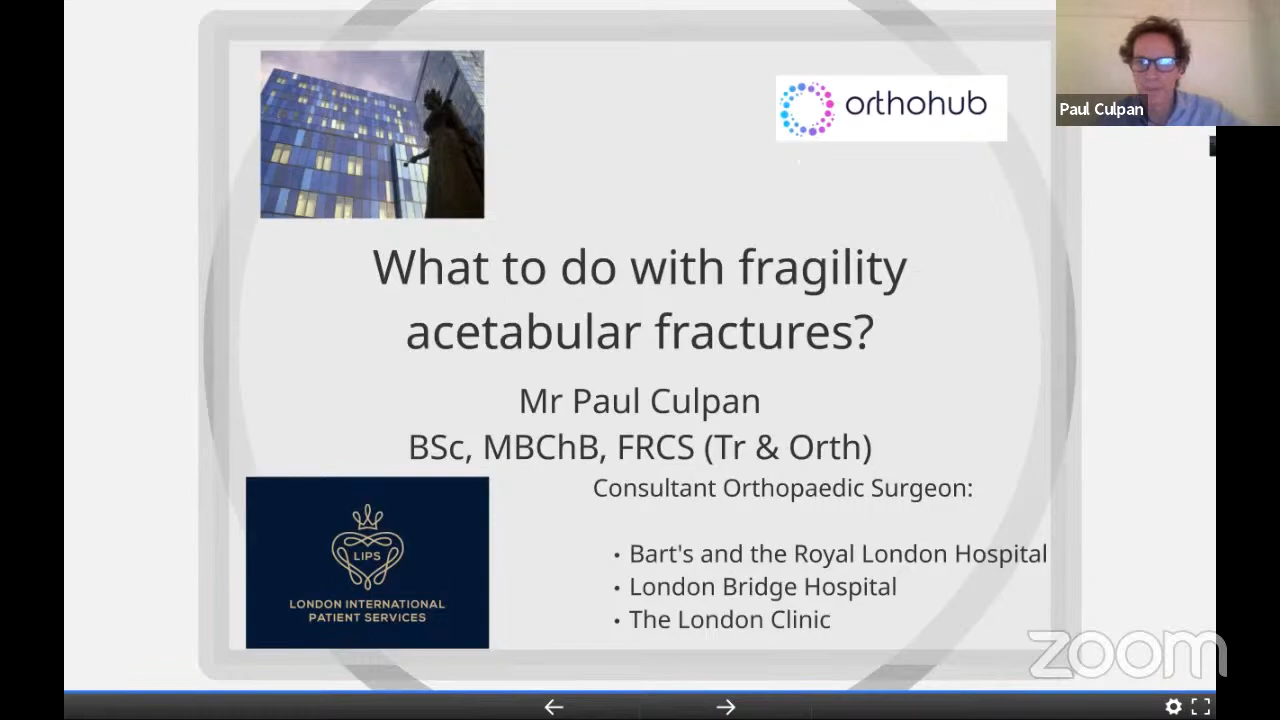 orthohub
Paul Culpan
What to do with fragility
acetabular fractures?
Mr Paul Culpan
BSc, MBChB, FRCS (Tr & Orth)
Consultant Orthopaedic Surgeon:
• Bart's and the Royal London Hospital
• London Bridge Hospital
• The London Clinic
LIPS
LONDON INTERNATIONAL
PATIENT SERVICES
zoom